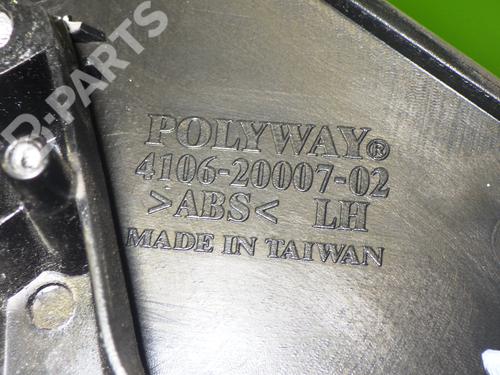 POLYWAY®
4106-20007-02
>ABS< LH
MADE IN TAIWAN
B-PARTS